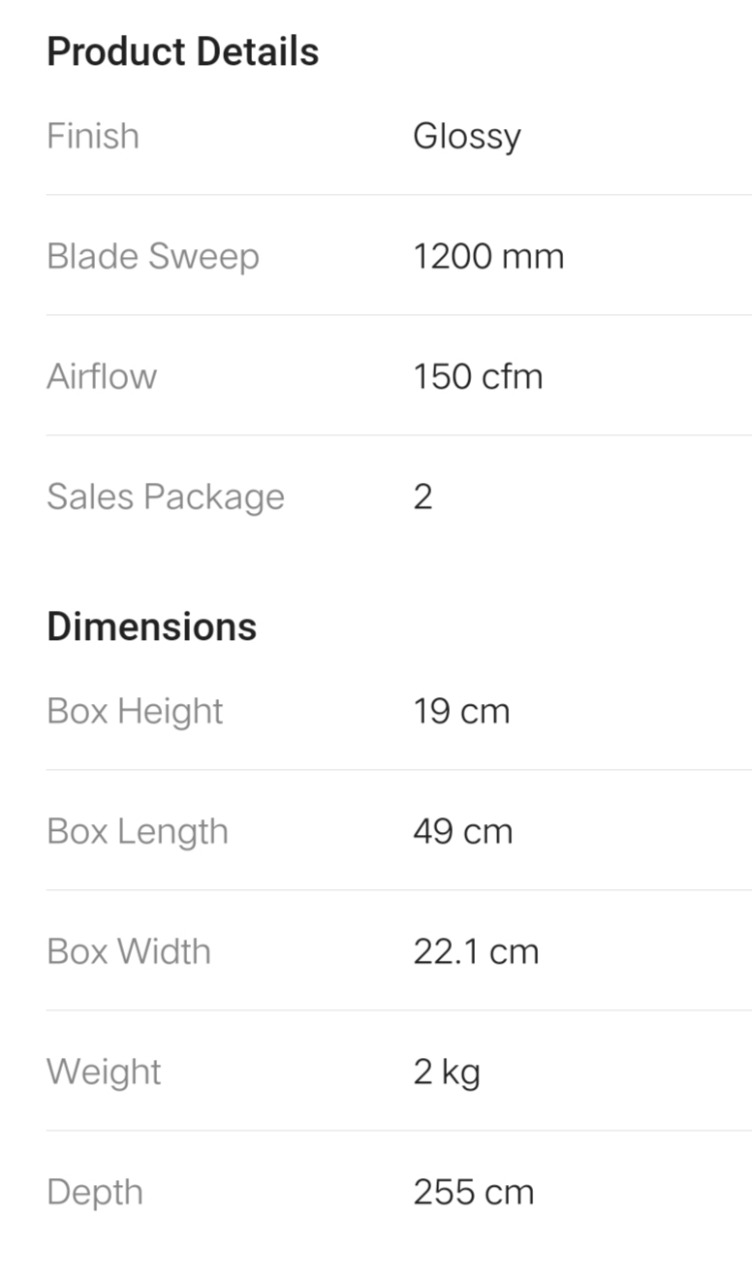 Product Details
Finish Glossy
Blade Sweep 1200 mm
Airflow 150 cfm
Sales Package 2
Dimensions
Box Height 19 cm
Box Length 49 cm
Box Width 22.1 cm
Weight 2 kg
Depth 255 cm